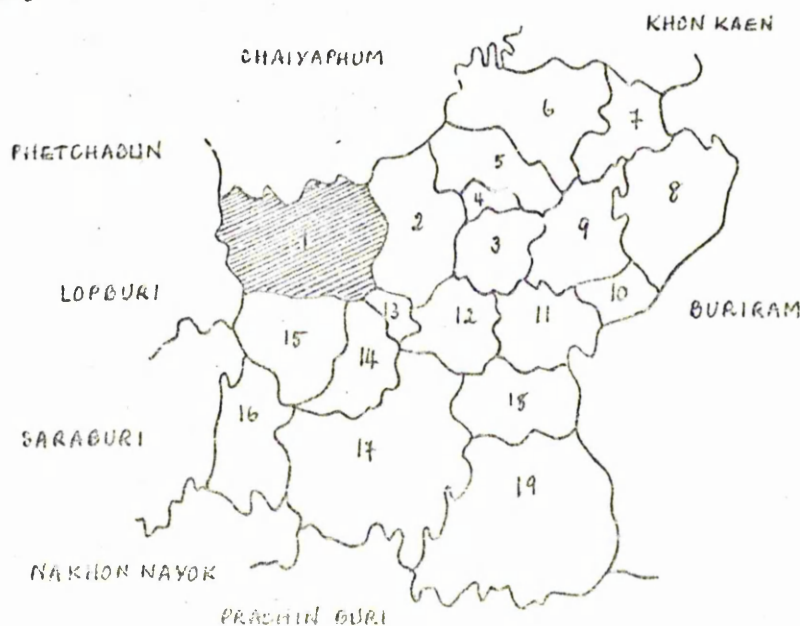 KHON KAEN
CHAIYAPHUM
6
7
PHETCHABUN
5
8
4
2
9
1
3
10
LOPBURI
13
12
11
BURIRAM
15
14
18
16
SARABURI
17
19
NAKHON NAYOK
PRACHIN BURI